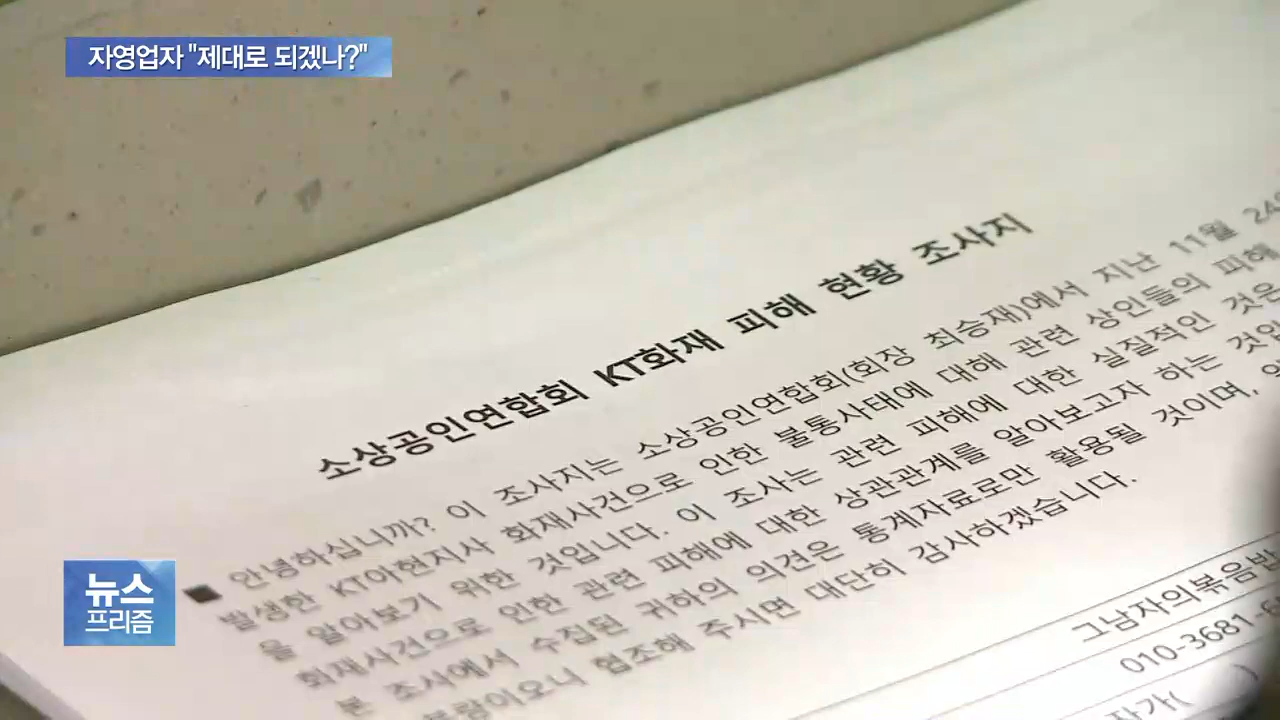 자영업자 "제대로 되겠나?"
소상공인연합회 KT화재 피해 현황 조사지
■ 안녕하십니까? 이 조사지는 소상공인연합회(회장 최승재)에서 지난 11월 24일
발생한 KT아현지사 화재사건으로 인한 불통사태에 대해 관련 상인들의 피해
을 알아보기 위한 것입니다. 이 조사는 관련 피해에 대한 실질적인 것은
화재사건으로 인한 관련 피해에 대한 상관관계를 알아보고자 하는 것입
본 조사에서 수집된 귀하의 의견은 통계자료로만 활용될 것이며,
협조해 주시면 대단히 감사하겠습니다.
그남자의볶음밥
010-3681-
자가( )
뉴스
프리즘